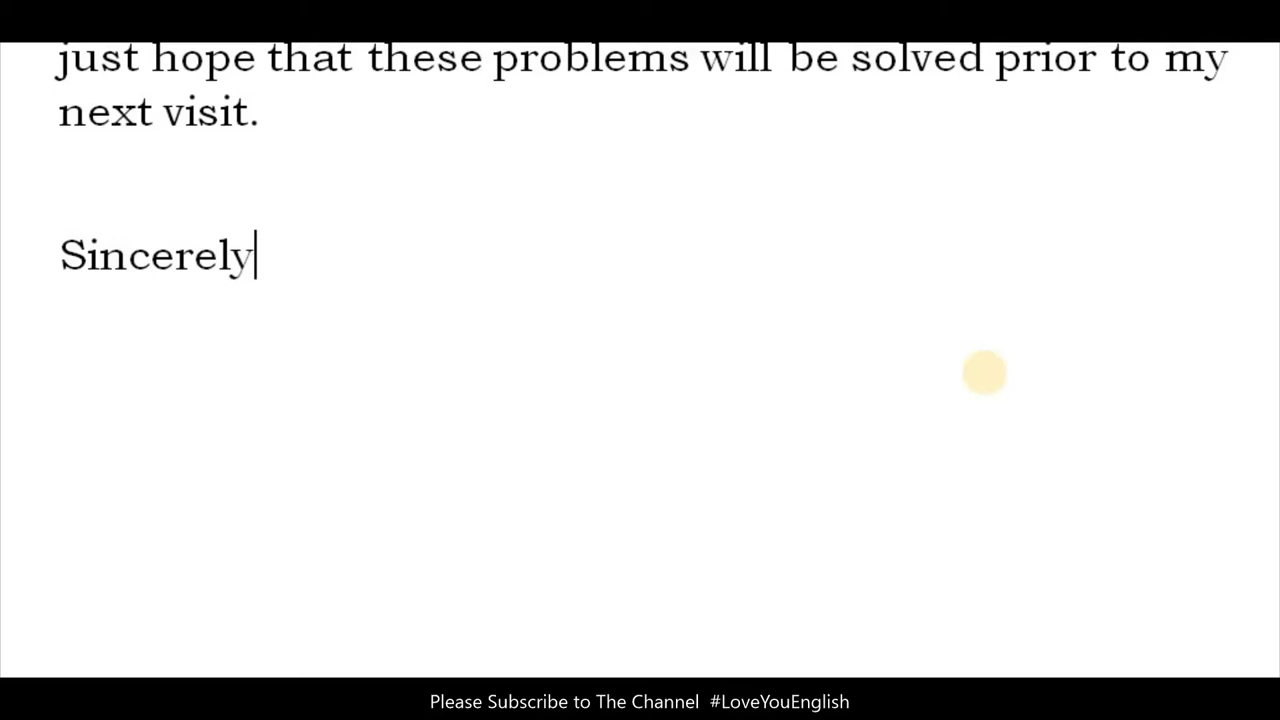 just hope that these problems will be solved prior to my
next visit.
Sincerely
Please Subscribe to The Channel #LoveYouEnglish